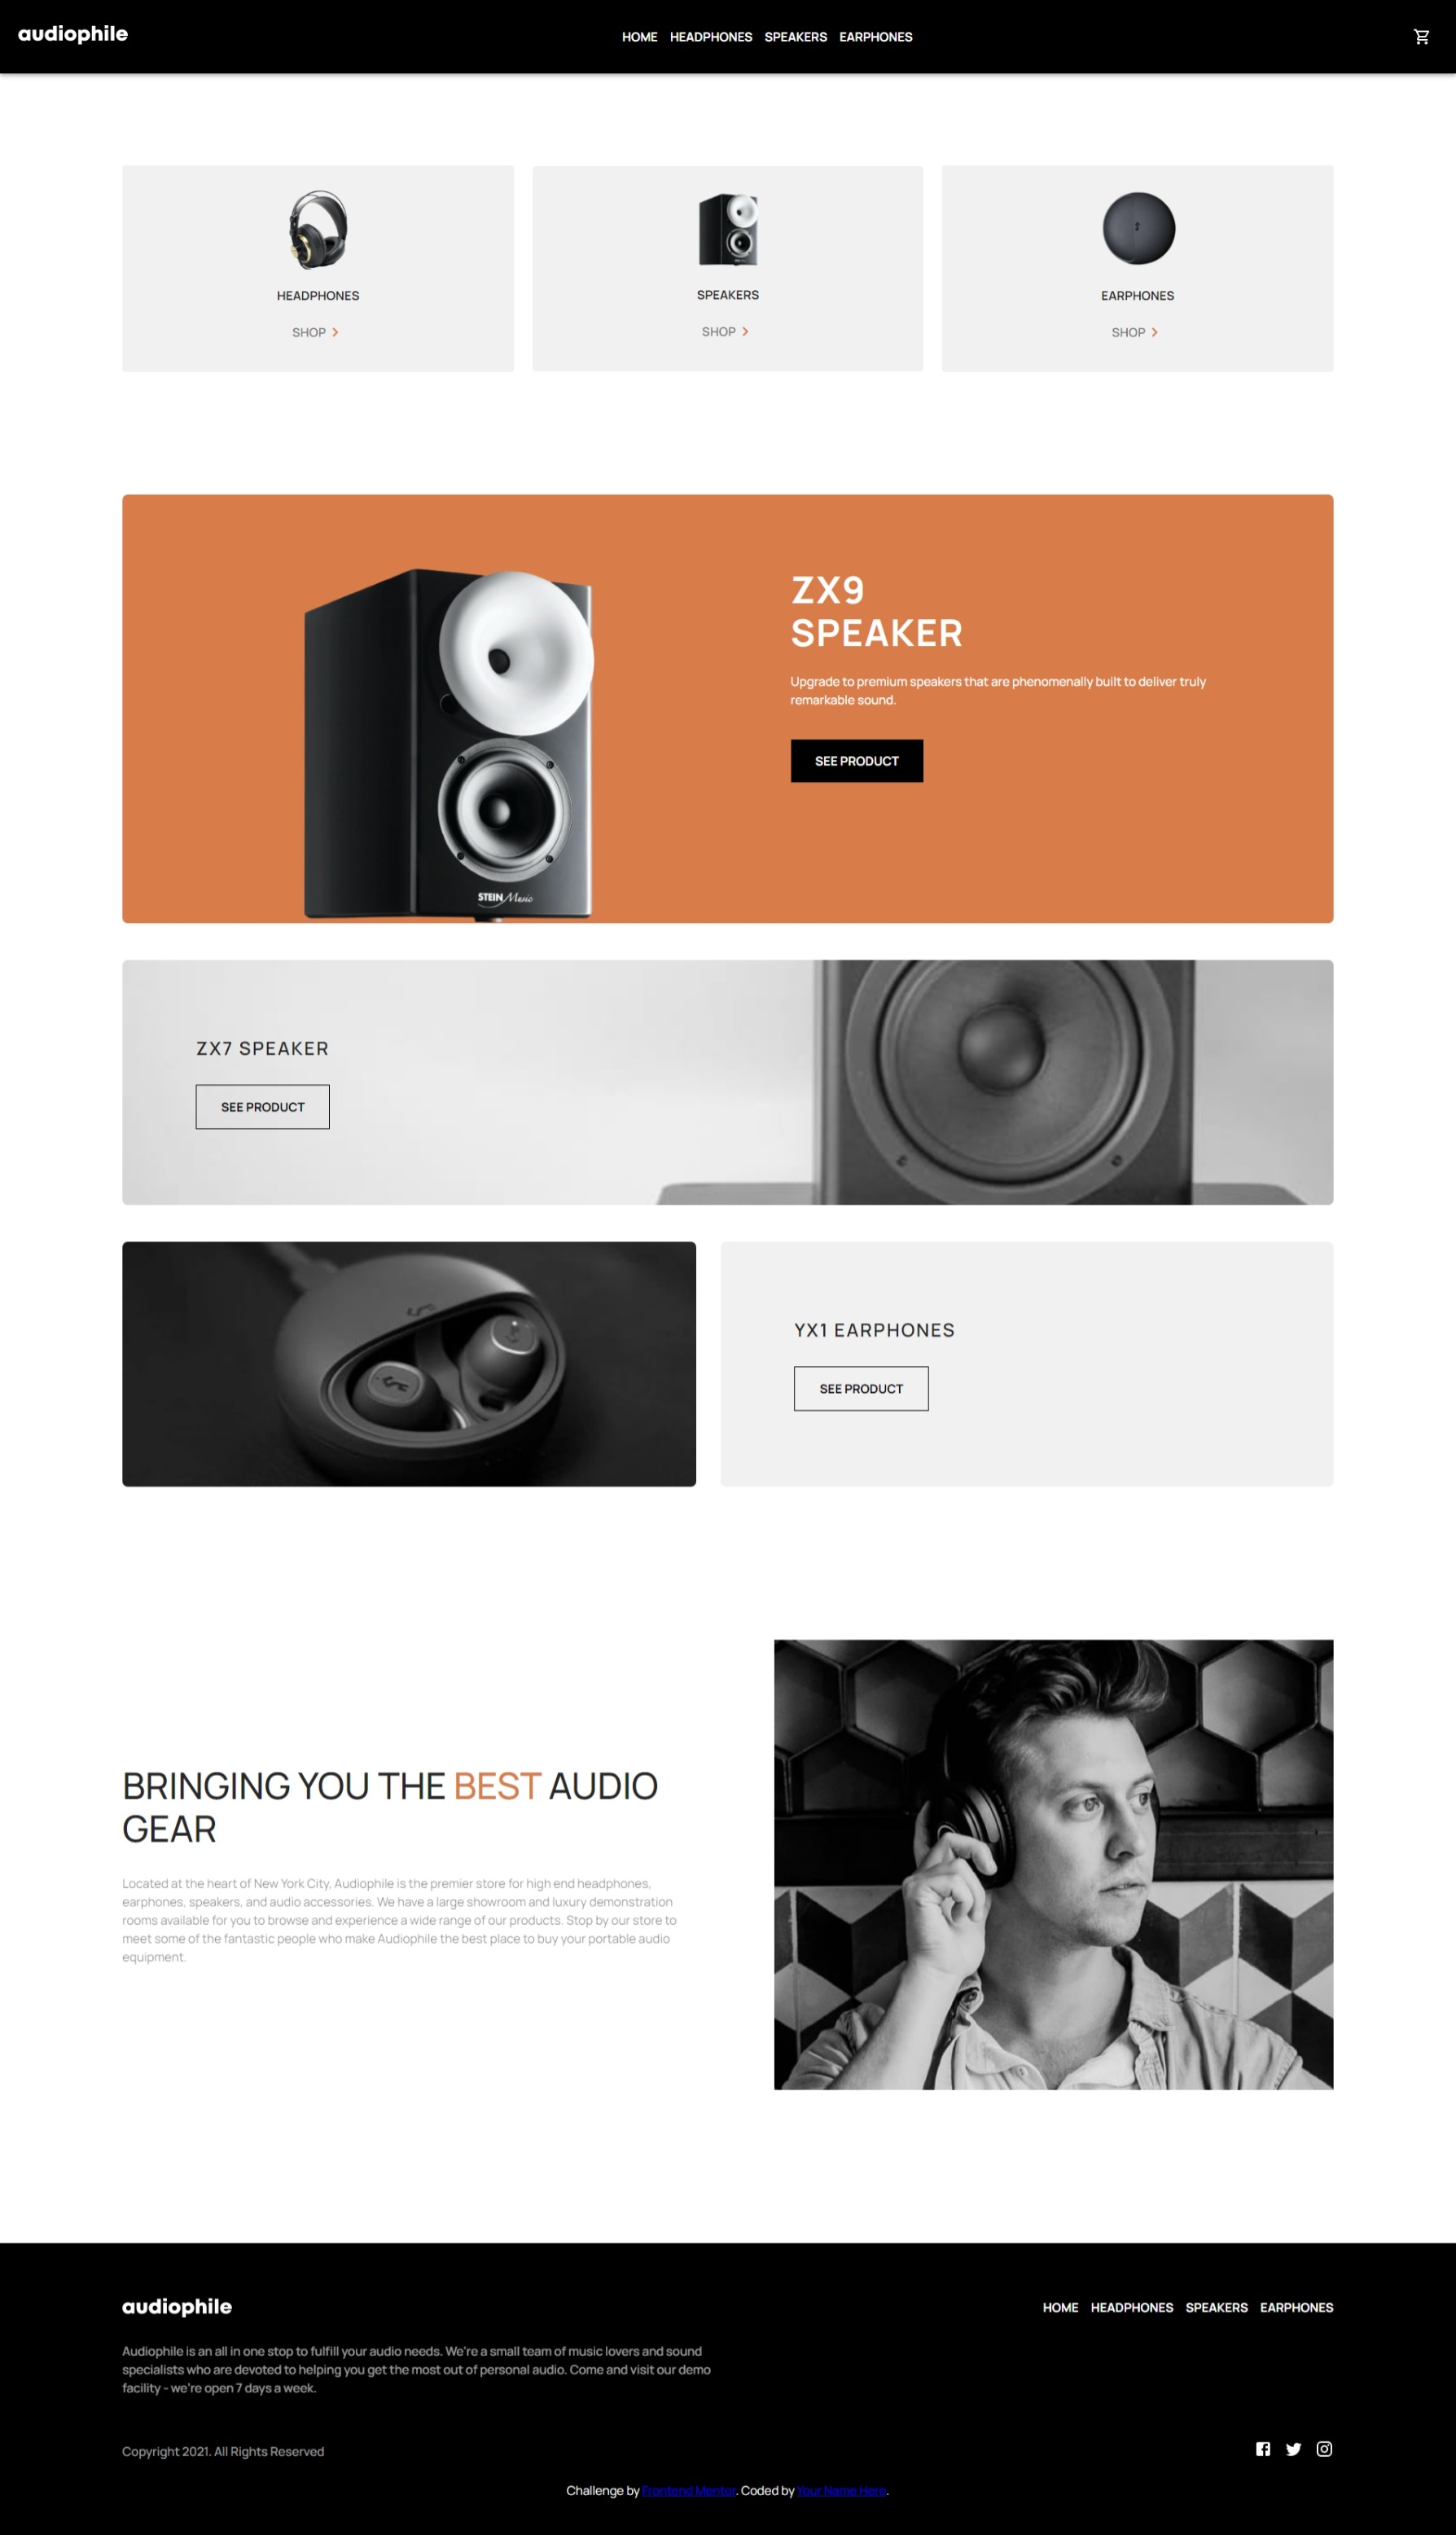 audiophile
HOME HEADPHONES SPEAKERS EARPHONES
HEADPHONES
SHOP
SPEAKERS
SHOP
EARPHONES
SHOP
STEIN Music
ZX9
SPEAKER
Upgrade to premium speakers that are phenomenally built to deliver truly
remarkable sound.
SEE PRODUCT
ZX7 SPEAKER
SEE PRODUCT
YX1 EARPHONES
SEE PRODUCT
BRINGING YOU THE BEST AUDIO
GEAR
Located at the heart of New York City, Audiophile is the premier store for high end headphones,
earphones, speakers, and audio accessories. We have a large showroom and luxury demonstration
rooms available for you to browse and experience a wide range of our products. Stop by our store to
meet some of the fantastic people who make Audiophile the best place to buy your portable audio
equipment.
audiophile
HOME HEADPHONES SPEAKERS EARPHONES
Audiophile is an all in one stop to fulfill your audio needs. We're a small team of music lovers and sound
specialists who are devoted to helping you get the most out of personal audio. Come and visit our demo
facility - we're open 7 days a week.
Copyright 2021. All Rights Reserved
Challenge by Frontend Mentor. Coded by Your Name Here.